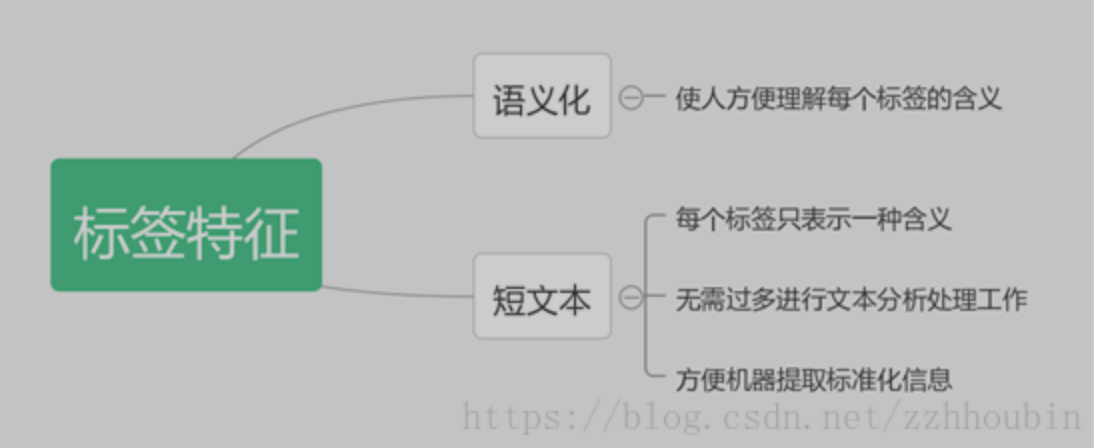 标签特征
语义化
使人方便理解每个标签的含义
短文本
每个标签只表示一种含义
无需过多进行文本分析处理工作
方便机器提取标准化信息
https://blog.csdn.net/zzhhoubin